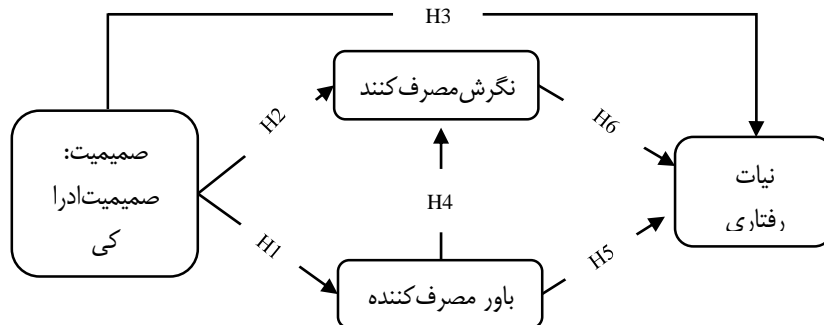 H3
نگرش مصرف‌کنند
H2
H6
صمیمیت:
صمیمیت‌ادرا
کی
نیات
رفتاری
H4
H1
H5
باور مصرف‌کننده